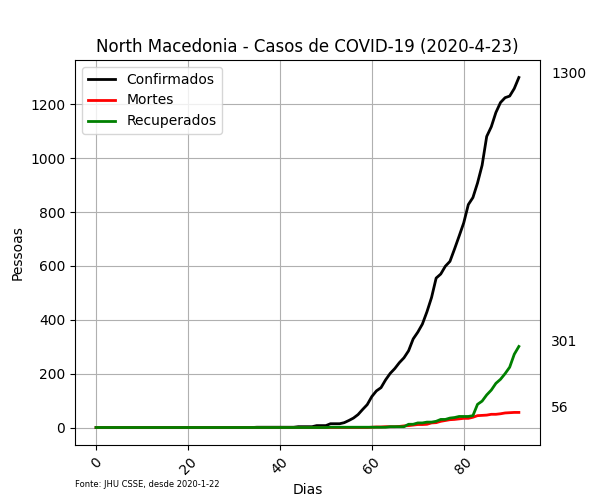 North Macedonia - Casos de COVID-19 (2020-4-23)
Confirmados
Mortes
Recuperados
1300
301
56
Pessoas
1200
1000
800
600
400
200
0
0
20
40
60
80
Dias
Fonte: JHU CSSE, desde 2020-1-22